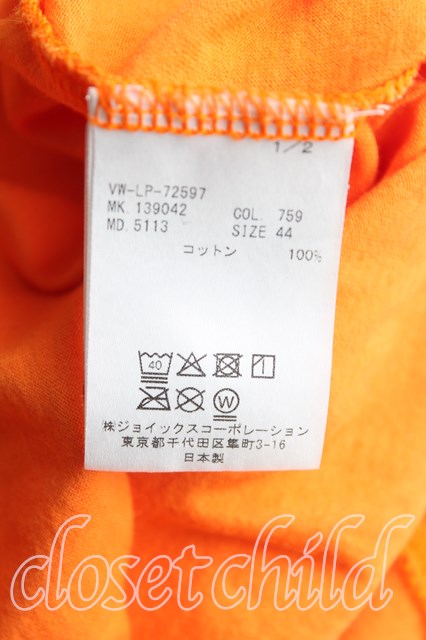 1/2
VW-LP-72597
MK. 139042 COL. 759
MD. 5113 SIZE 44
コットン 100%
40
W
株)ジョイックスコーポレーション
東京都千代田区隼町3-16
日本製
closet child